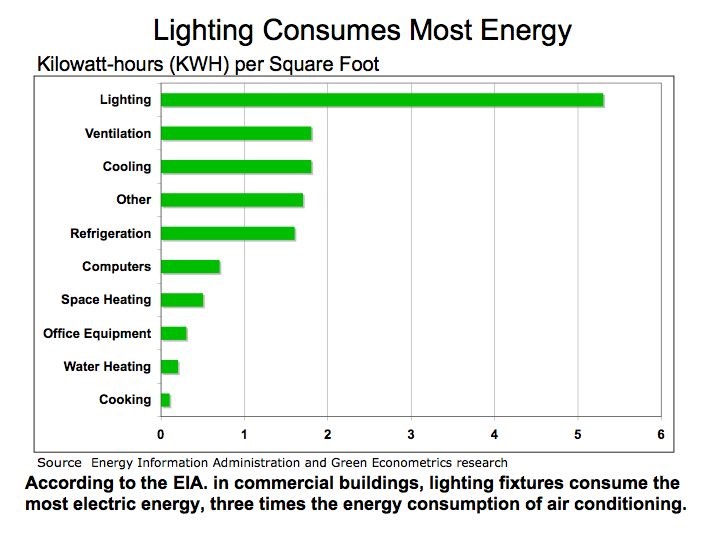 Lighting Consumes Most Energy
Kilowatt-hours (KWH) per Square Foot
Lighting
Ventilation
Cooling
Other
Refrigeration
Computers
Space Heating
Office Equipment
Water Heating
Cooking
0 1 2 3 4 5 6
Source Energy Information Administration and Green Econometrics research
According to the EIA. in commercial buildings, lighting fixtures consume the
most electric energy, three times the energy consumption of air conditioning.